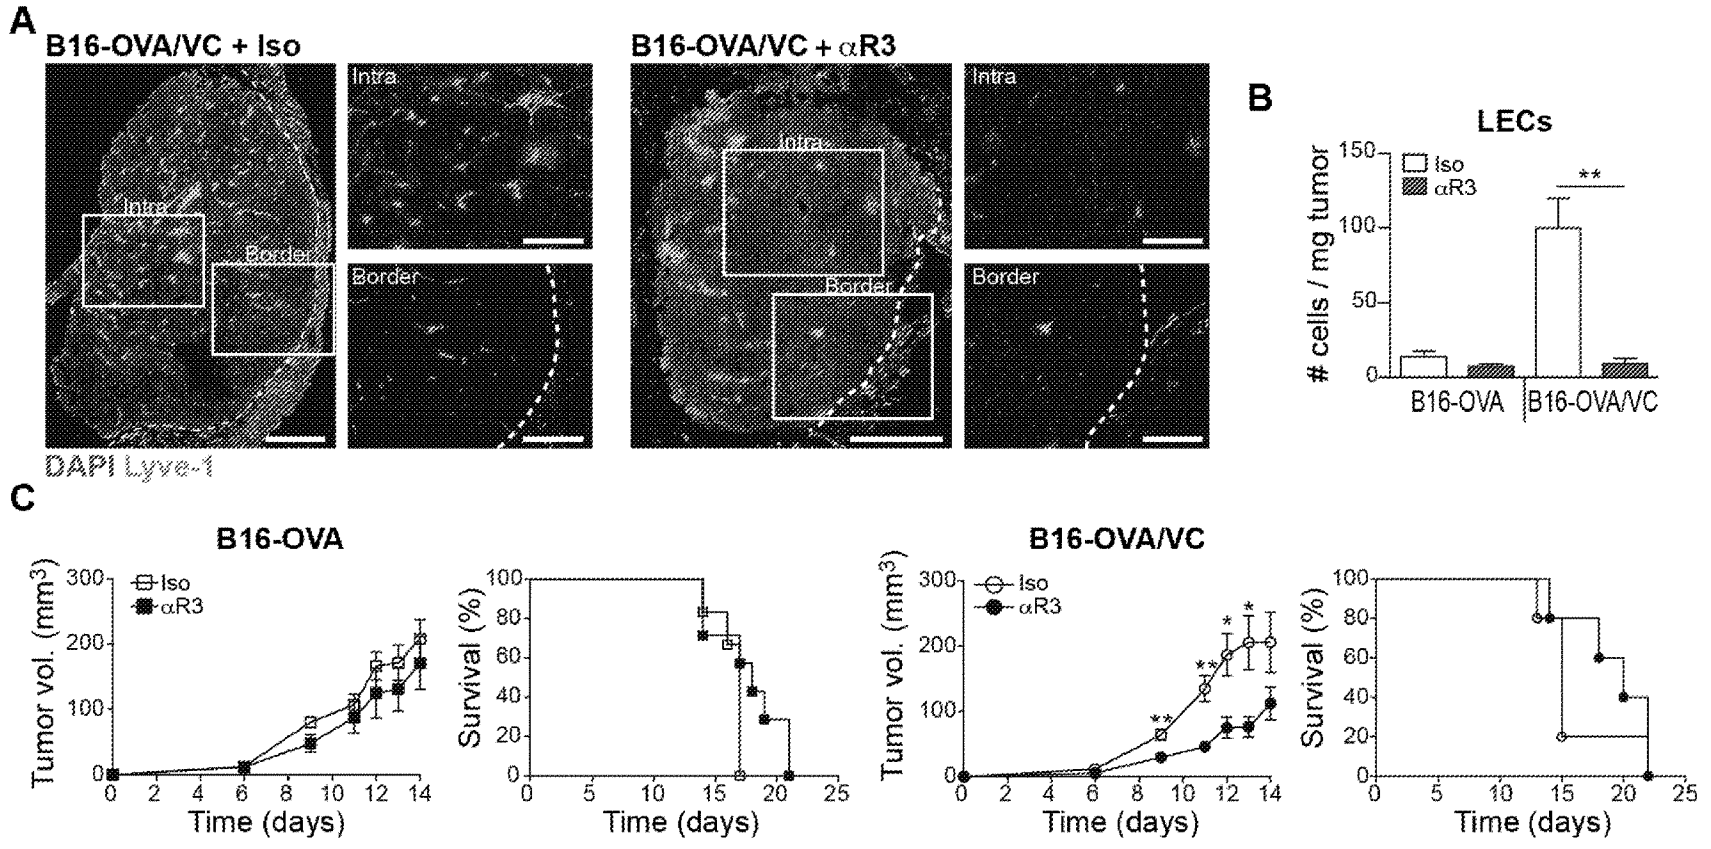 A
B16-OVA/VC + Iso
Intra
Border
Intra
Border
B16-OVA/VC + αR3
Intra
Border
Intra
Border
DAPI Lyve-1
B
LECs
# cells / mg tumor
150
100
50
0
Iso
αR3
**
B16-OVA
B16-OVA/VC
C
B16-OVA
Tumor vol. (mm³)
300
200
100
0
Iso
αR3
0 2 4 6 8 10 12 14
Time (days)
Survival (%)
100
80
60
40
20
0
0 5 10 15 20 25
Time (days)
B16-OVA/VC
Tumor vol. (mm³)
300
200
100
0
Iso
αR3
**
**
*
*
0 2 4 6 8 10 12 14
Time (days)
Survival (%)
100
80
60
40
20
0
0 5 10 15 20 25
Time (days)